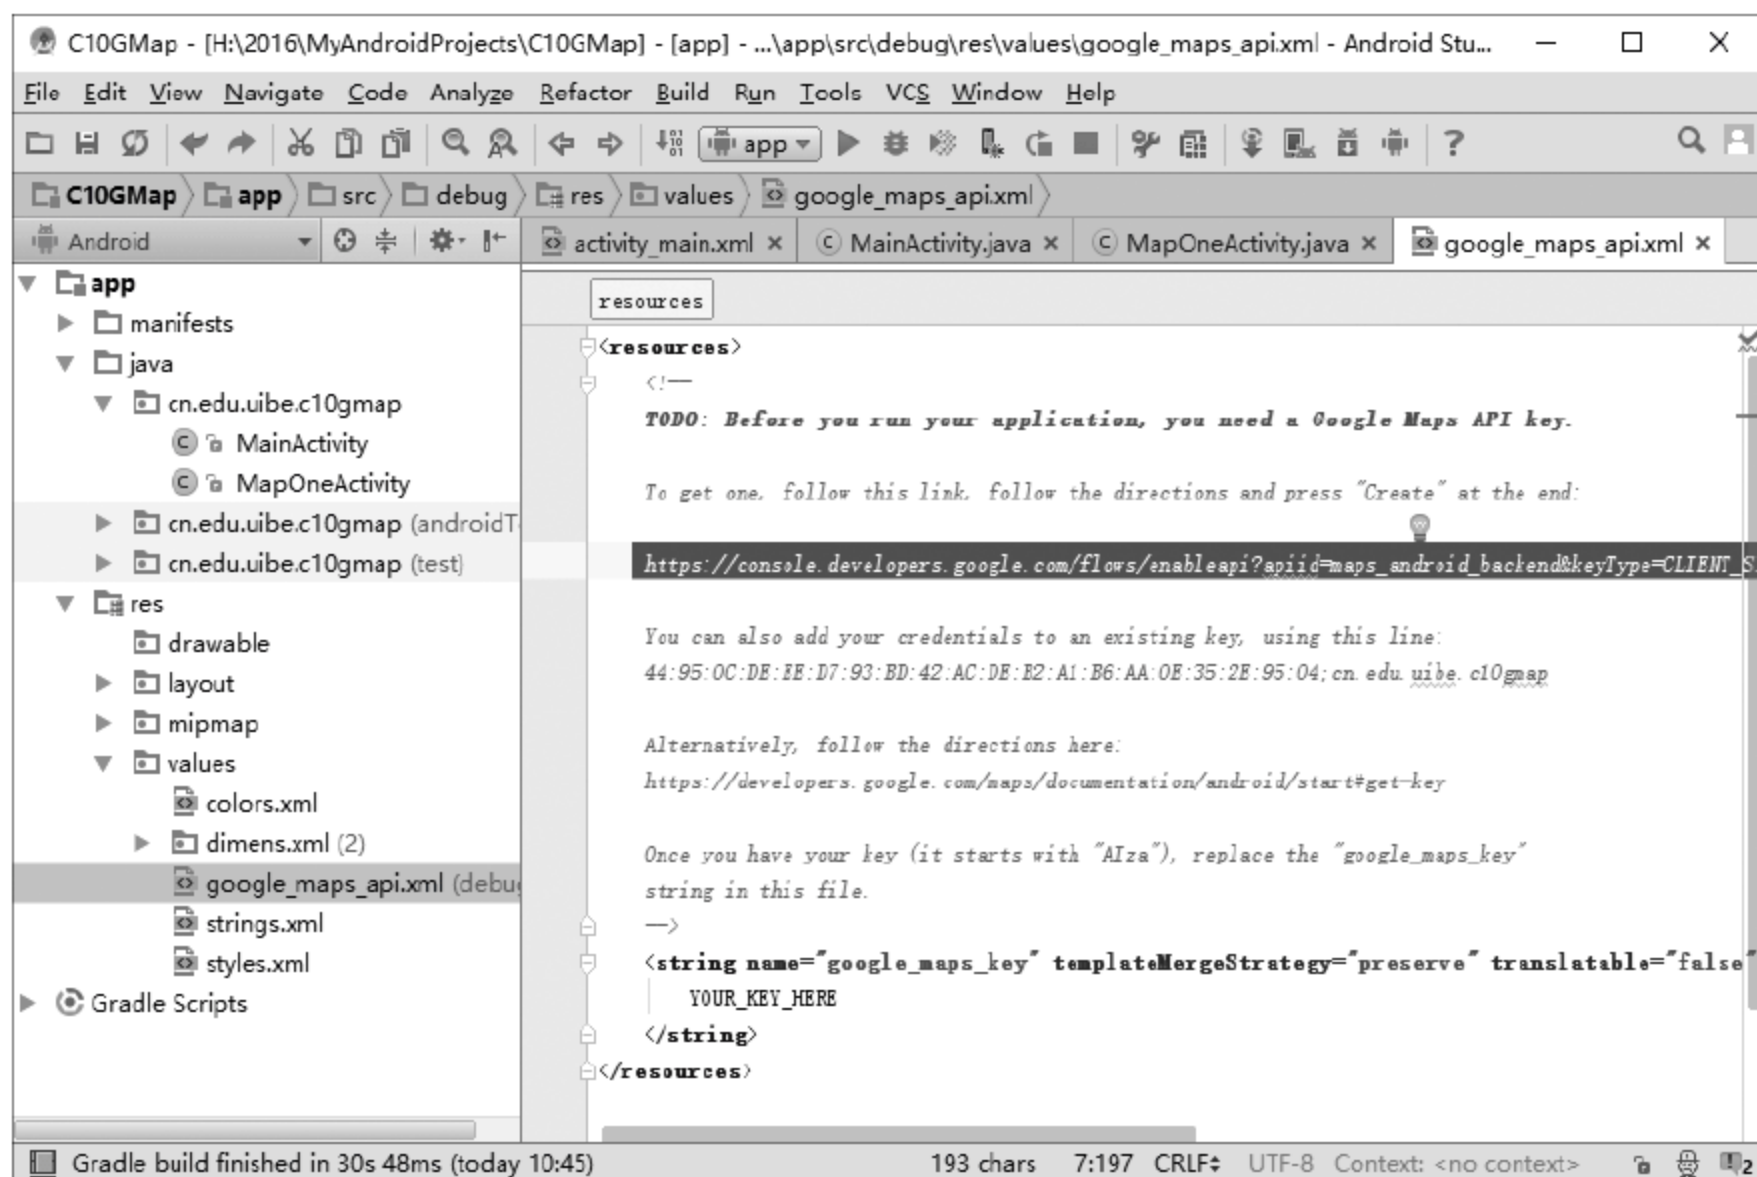 C10GMap - [H:\2016\MyAndroidProjects\C10GMap] - [app] - ...\app\src\debug\res\values\google_maps_api.xml - Android Stu...
File Edit View Navigate Code Analyze Refactor Build Run Tools VCS Window Help
app
C10GMap app src debug res values google_maps_api.xml
Android
activity_main.xml MainActivity.java MapOneActivity.java google_maps_api.xml
app
manifests
java
cn.edu.uibe.c10gmap
MainActivity
MapOneActivity
cn.edu.uibe.c10gmap (androidT
cn.edu.uibe.c10gmap (test)
res
drawable
layout
mipmap
values
colors.xml
dimens.xml (2)
google_maps_api.xml (debu
strings.xml
styles.xml
Gradle Scripts
resources
<resources>
<!--
TODO: Before you run your application, you need a Google Maps API key.
To get one, follow this link, follow the directions and press "Create" at the end:
https://console.developers.google.com/flows/enableapi?apiid=maps_android_backend&keyType=CLIENT_S
You can also add your credentials to an existing key, using this line:
44:95:0C:DE:EE:D7:93:BD:42:AC:DE:B2:A1:B6:AA:0E:35:2E:95:04;cn.edu.uibe.c10gmap
Alternatively, follow the directions here:
https://developers.google.com/maps/documentation/android/start#get-key
Once you have your key (it starts with "AIza"), replace the "google_maps_key"
string in this file.
-->
<string name="google_maps_key" templateMergeStrategy="preserve" translatable="false"
YOUR_KEY_HERE
</string>
</resources>
Gradle build finished in 30s 48ms (today 10:45) 193 chars 7:197 CRLF UTF-8 Context: <no context> 2